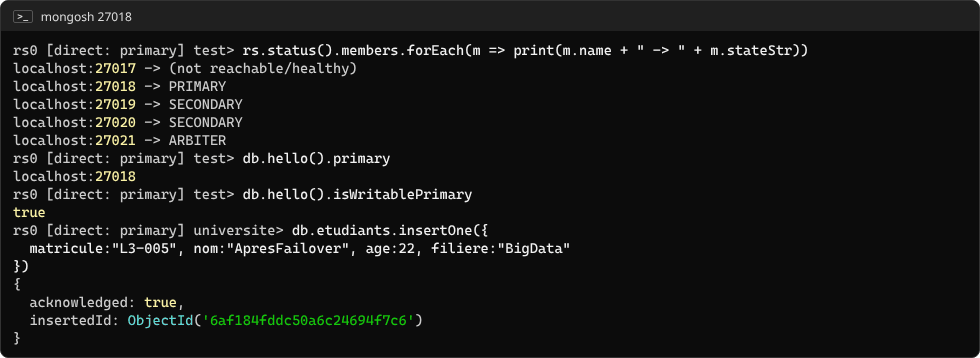 >_ mongosh 27018
rs0 [direct: primary] test> rs.status().members.forEach(m => print(m.name + " -> " + m.stateStr))
localhost:27017 -> (not reachable/healthy)
localhost:27018 -> PRIMARY
localhost:27019 -> SECONDARY
localhost:27020 -> SECONDARY
localhost:27021 -> ARBITER
rs0 [direct: primary] test> db.hello().primary
localhost:27018
rs0 [direct: primary] test> db.hello().isWritablePrimary
true
rs0 [direct: primary] universite> db.etudiants.insertOne({
  matricule:"L3-005", nom:"ApresFailover", age:22, filiere:"BigData"
})
{
  acknowledged: true,
  insertedId: ObjectId('6af184fddc50a6c24694f7c6')
}